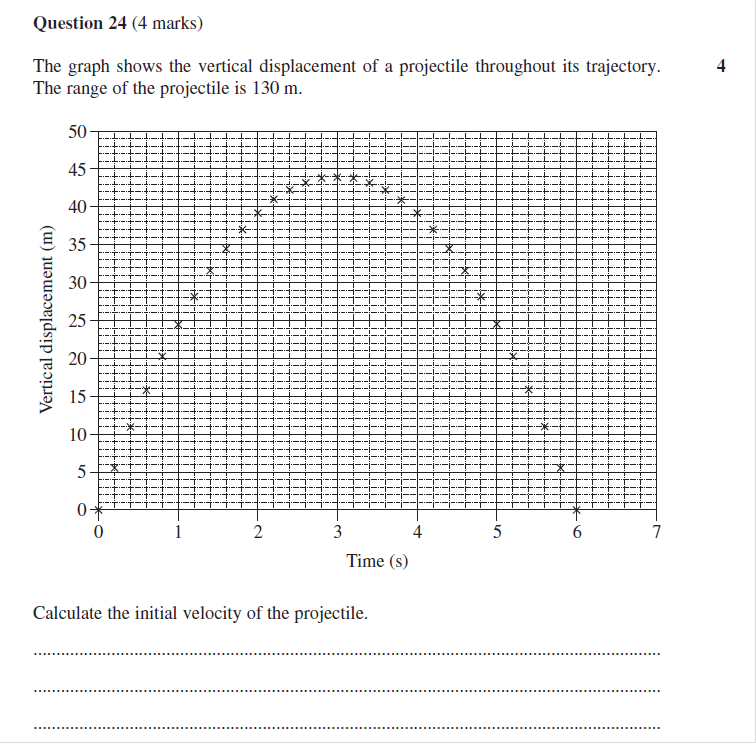 Question 24 (4 marks)
The graph shows the vertical displacement of a projectile throughout its trajectory. 4
The range of the projectile is 130 m.
50
45
40
35
30
25
20
15
10
5
0
Vertical displacement (m)
0 1 2 3 4 5 6 7
Time (s)
Calculate the initial velocity of the projectile.